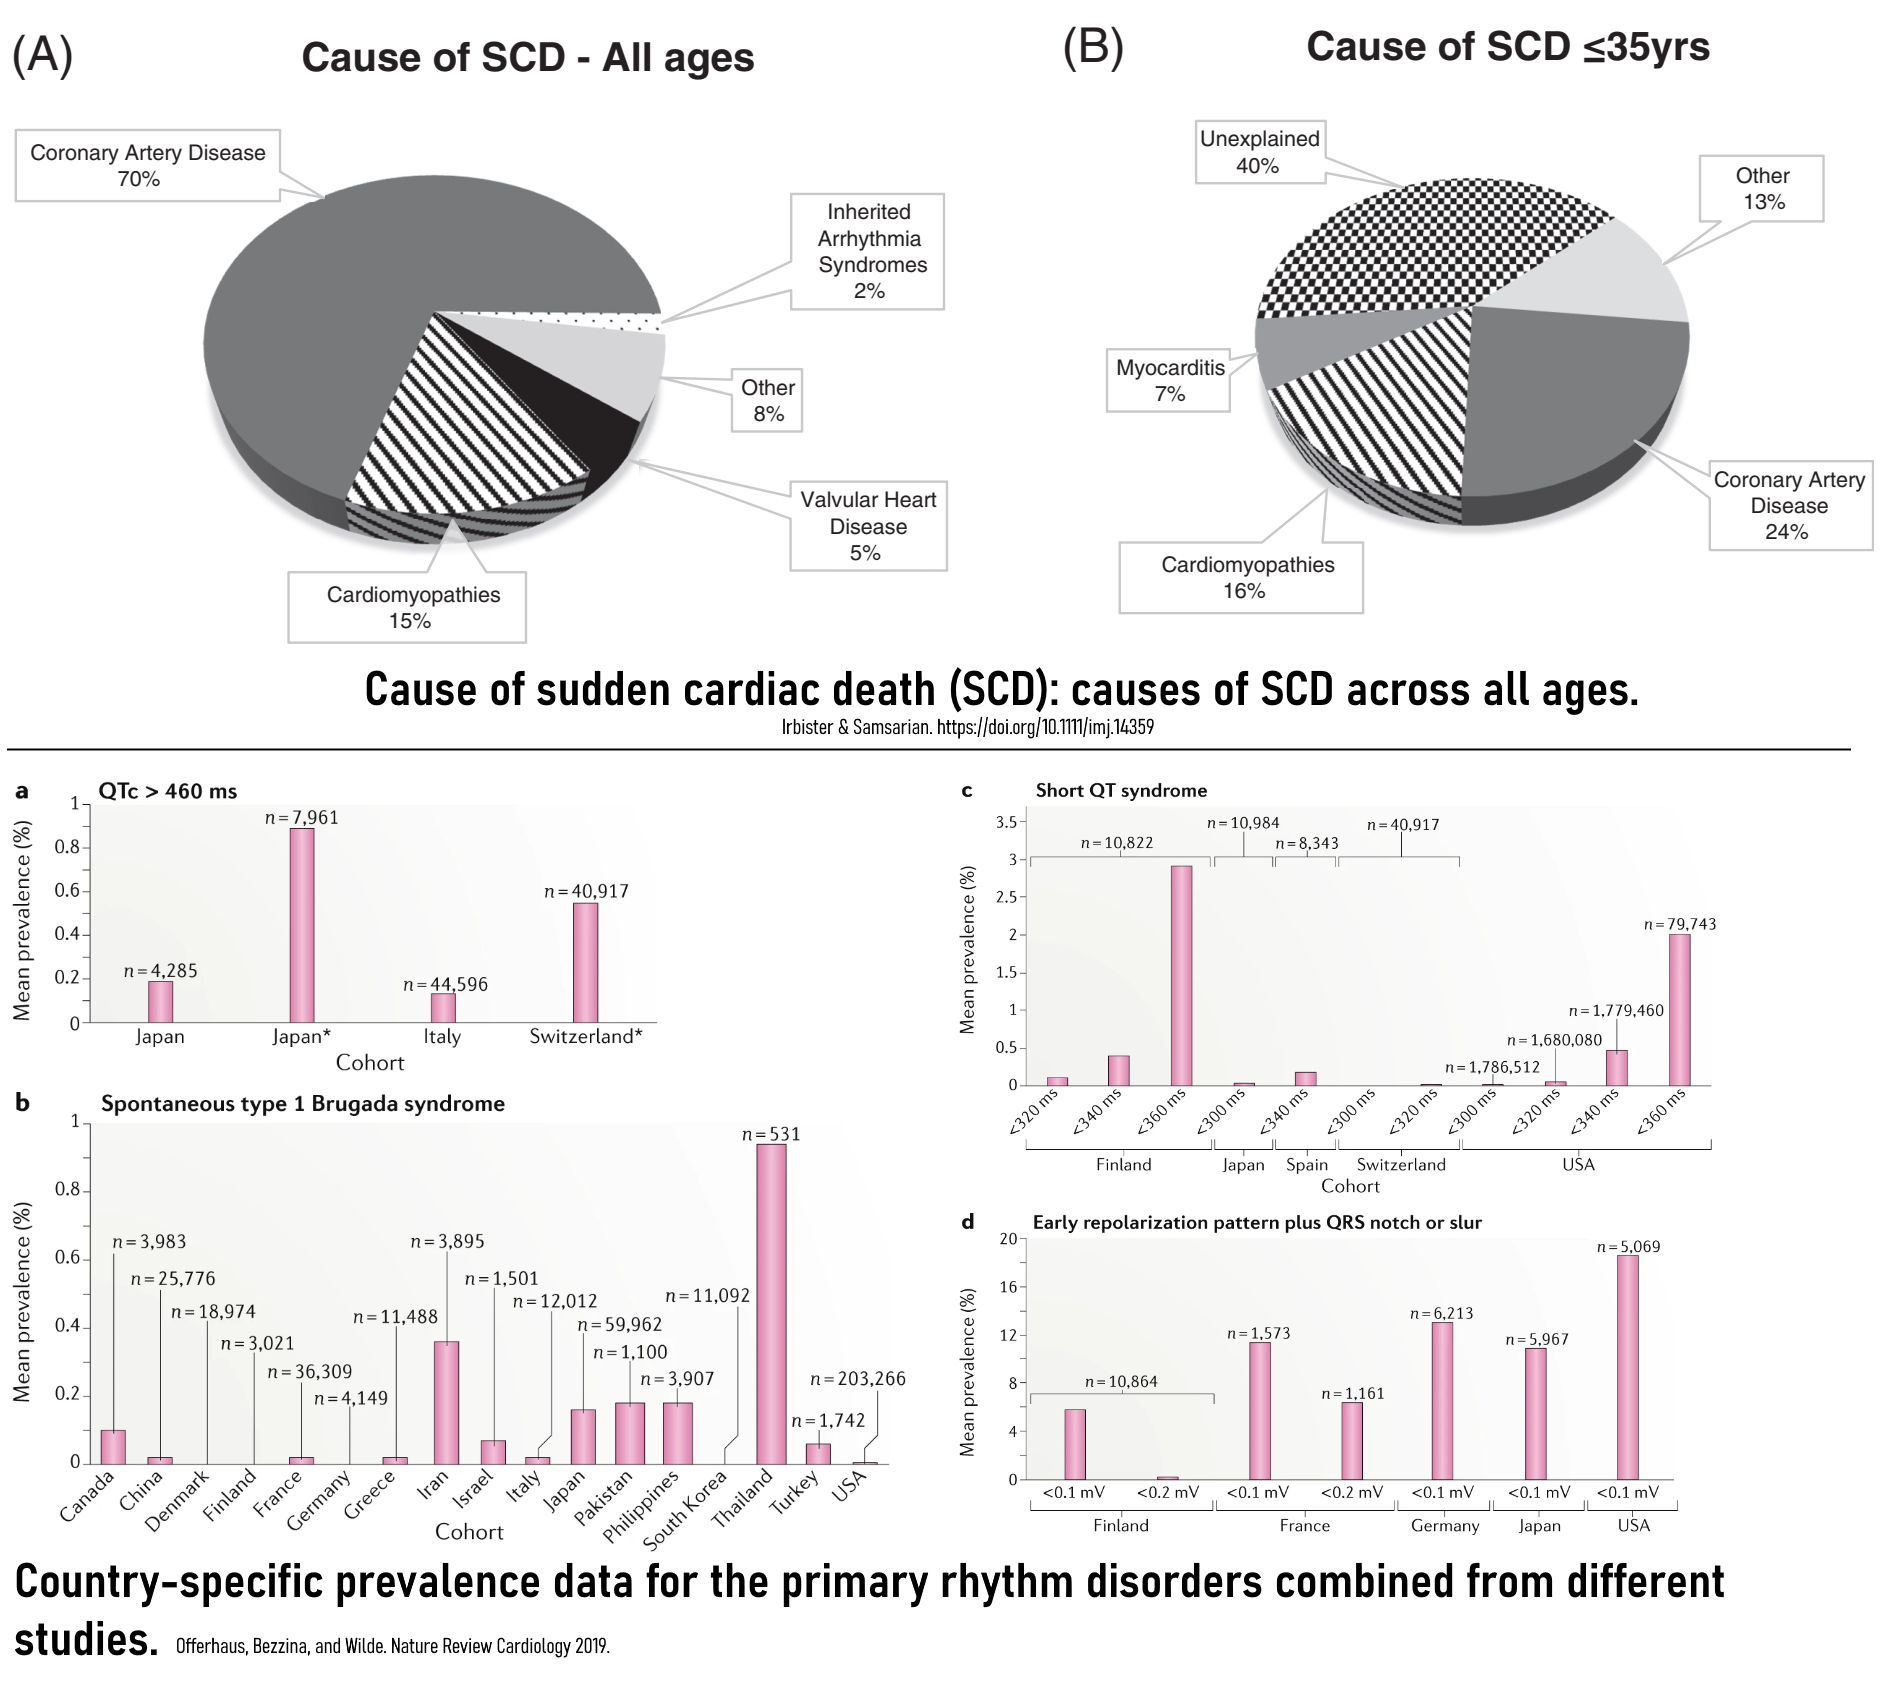 (A)
Cause of SCD - All ages
Coronary Artery Disease
70%
Inherited
Arrhythmia
Syndromes
2%
Other
8%
Valvular Heart
Disease
5%
Cardiomyopathies
15%
(B)
Cause of SCD ≤35yrs
Unexplained
40%
Other
13%
Myocarditis
7%
Coronary Artery
Disease
24%
Cardiomyopathies
16%
Cause of sudden cardiac death (SCD): causes of SCD across all ages.
Irbister & Samsarian. https://doi.org/10.1111/imj.14359
a QTc > 460 ms
Mean prevalence (%)
1
0.8
0.6
0.4
0.2
0
n=4,285
n=7,961
n=44,596
n=40,917
Japan Japan* Italy Switzerland*
Cohort
b Spontaneous type 1 Brugada syndrome
Mean prevalence (%)
1
0.8
0.6
0.4
0.2
0
n=3,983
n=25,776
n=18,974
n=3,021
n=36,309
n=4,149
n=11,488
n=3,895
n=1,501
n=12,012
n=59,962
n=1,100
n=3,907
n=11,092
n=531
n=1,742
n=203,266
Canada
China
Denmark
Finland
France
Germany
Greece
Iran
Israel
Italy
Japan
Pakistan
Philippines
South Korea
Thailand
Turkey
USA
Cohort
c Short QT syndrome
Mean prevalence (%)
3.5
3
2.5
2
1.5
1
0.5
0
n=10,822
n=10,984
n=8,343
n=40,917
n=1,786,512
n=1,680,080
n=1,779,460
n=79,743
<320 ms
<340 ms
<360 ms
<300 ms
<340 ms
<300 ms
<320 ms
<300 ms
<320 ms
<340 ms
<360 ms
Finland Japan Spain Switzerland USA
Cohort
d Early repolarization pattern plus QRS notch or slur
Mean prevalence (%)
20
16
12
8
4
0
n=10,864
n=1,573
n=1,161
n=6,213
n=5,967
n=5,069
<0.1 mV <0.2 mV <0.1 mV <0.2 mV <0.1 mV <0.1 mV <0.1 mV
Finland France Germany Japan USA
Country-specific prevalence data for the primary rhythm disorders combined from different
studies. Offerhaus, Bezzina, and Wilde. Nature Review Cardiology 2019.